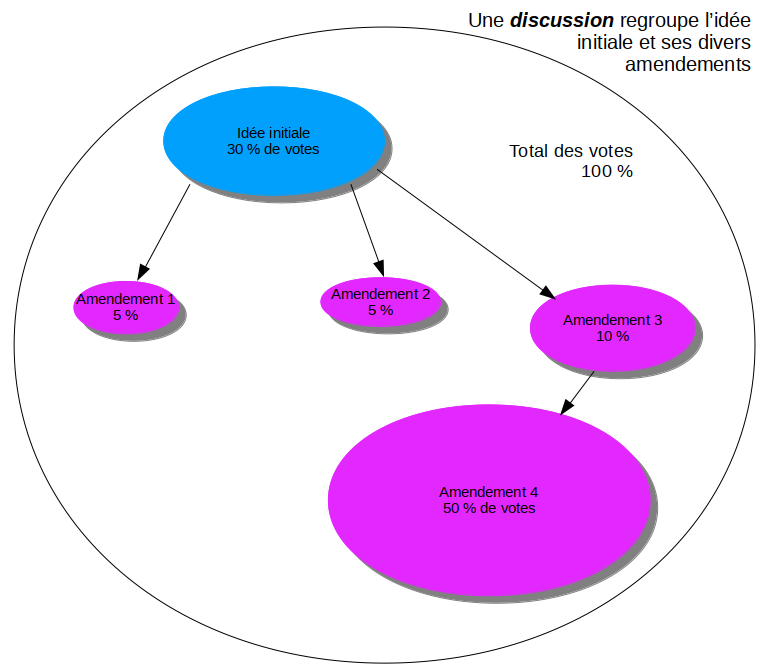 Une discussion regroupe l’idée
initiale et ses divers
amendements
Idée initiale
30 % de votes
Total des votes
100 %
Amendement 1
5 %
Amendement 2
5 %
Amendement 3
10 %
Amendement 4
50 % de votes